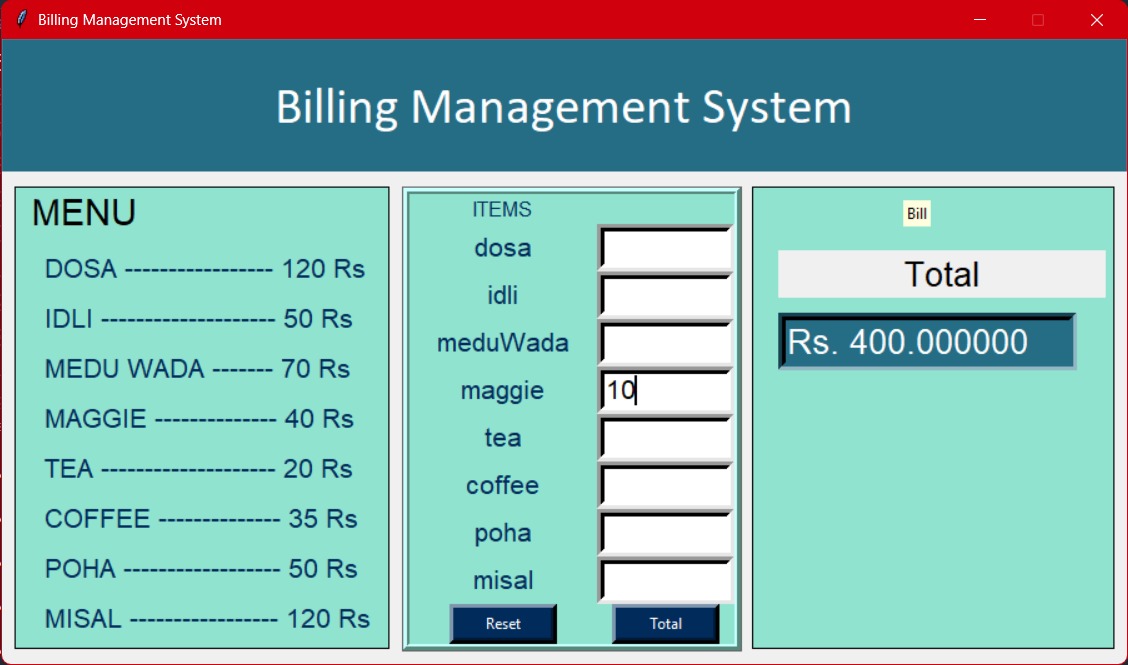 Billing Management System
Billing Management System
MENU
DOSA ----------------- 120 Rs
IDLI -------------------- 50 Rs
MEDU WADA ------- 70 Rs
MAGGIE -------------- 40 Rs
TEA -------------------- 20 Rs
COFFEE -------------- 35 Rs
POHA ------------------ 50 Rs
MISAL ----------------- 120 Rs
ITEMS
dosa
idli
meduWada
maggie 10
tea
coffee
poha
misal
Reset Total
Bill
Total
Rs. 400.000000